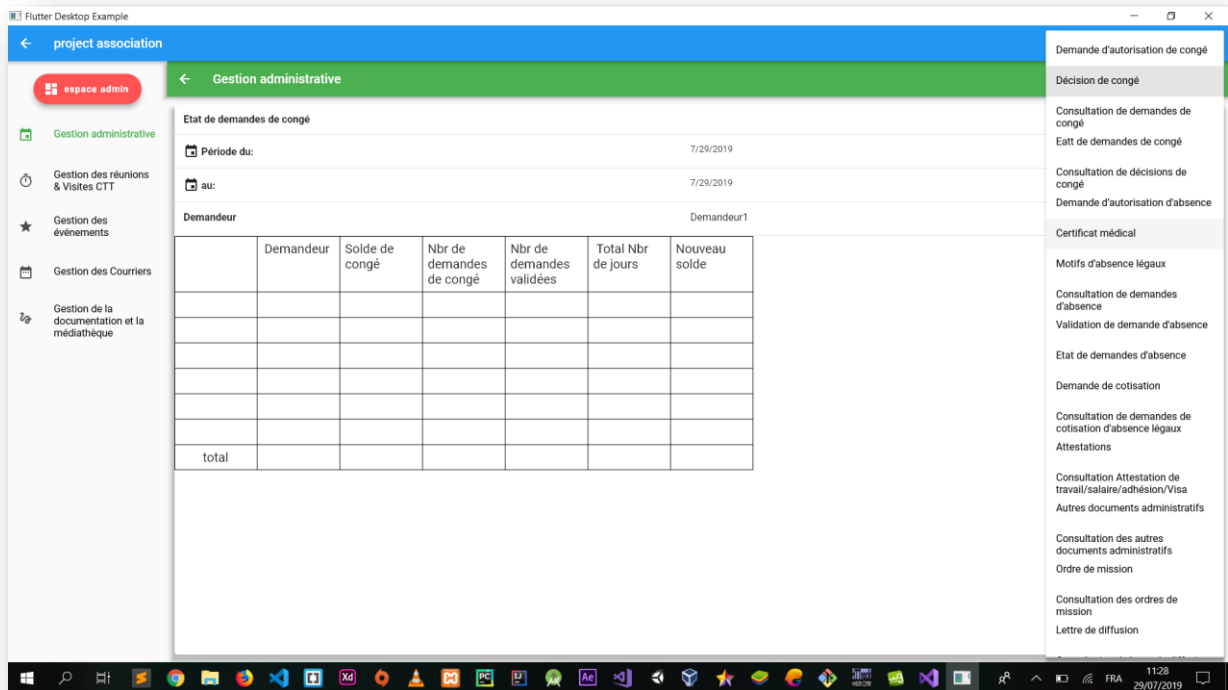 Flutter Desktop Example
project association
espace admin
Gestion administrative
Gestion des réunions
& Visites CTT
Gestion des
événements
Gestion des Courriers
Gestion de la
documentation et la
médiathèque
Gestion administrative
Etat de demandes de congé
Période du:
7/29/2019
au:
7/29/2019
Demandeur
Demandeur1
Demandeur
Solde de
congé
Nbr de
demandes
de congé
Nbr de
demandes
validées
Total Nbr
de jours
Nouveau
solde
total
Demande d'autorisation de congé
Décision de congé
Consultation de demandes de
congé
Eatt de demandes de congé
Consultation de décisions de
congé
Demande d'autorisation d'absence
Certificat médical
Motifs d'absence légaux
Consultation de demandes
d'absence
Validation de demande d'absence
Etat de demandes d'absence
Demande de cotisation
Consultation de demandes de
cotisation d'absence légaux
Attestations
Consultation Attestation de
travail/salaire/adhésion/Visa
Autres documents administratifs
Consultation des autres
documents administratifs
Ordre de mission
Consultation des ordres de
mission
Lettre de diffusion
Xd
PC
IJ
Ae
FRA
11:28
29/07/2019